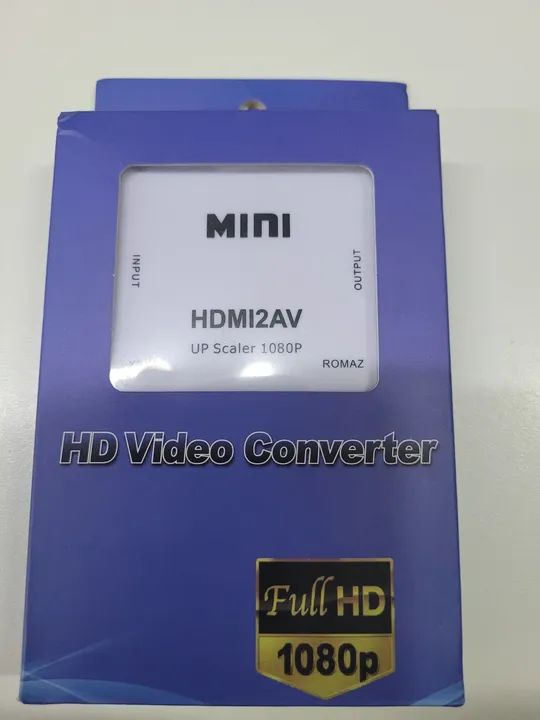 MINI
INPUT
OUTPUT
HDMI2AV
UP Scaler 1080P
ROMAZ
HD Video Converter
Full HD
1080p